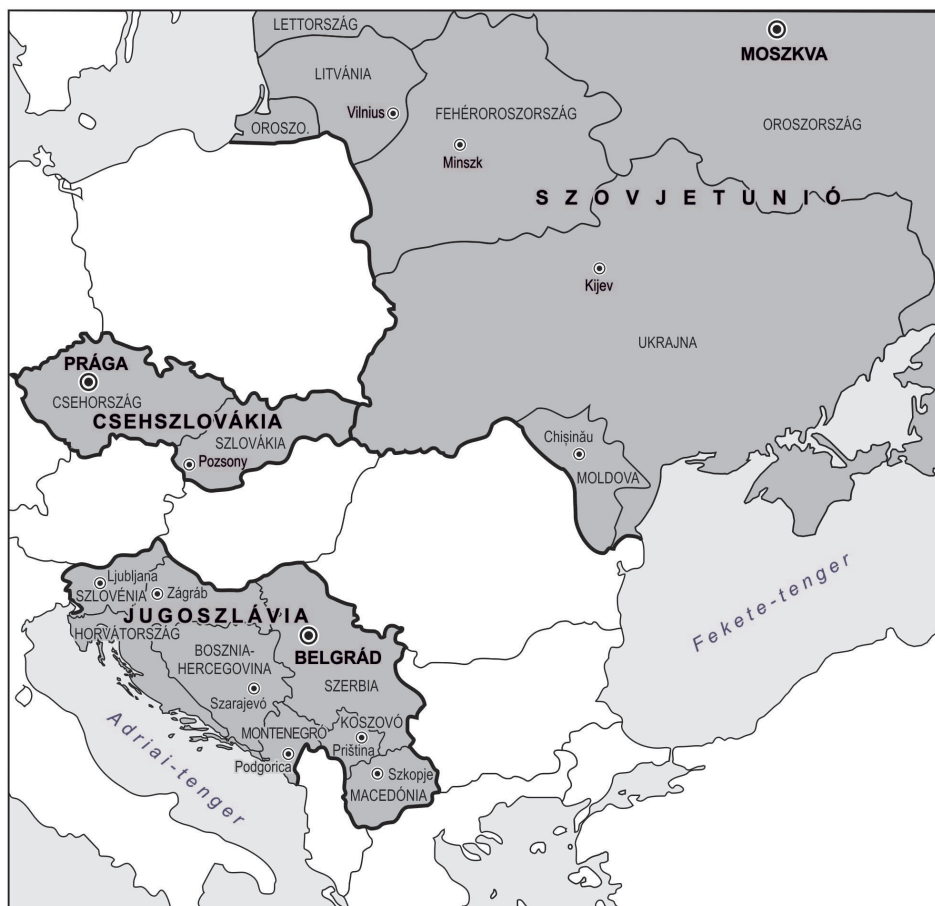 LETTORSZÁG
MOSZKVA
LITVÁNIA
Vilnius
FEHÉROROSZORSZÁG
OROSZO.
OROSZORSZÁG
Minszk
SZOVJETUNIÓ
Kijev
UKRAJNA
PRÁGA
CSEHORSZÁG
CSEHSZLOVÁKIA
SZLOVÁKIA
Pozsony
Chișinău
MOLDOVA
Ljubljana
SZLOVÉNIA
Zágráb
JUGOSZLÁVIA
HORVÁTORSZÁG
BOSZNIA-
HERCEGOVINA
BELGRÁD
SZERBIA
Szarajevó
MONTENEGRÓ
KOSZOVÓ
Priština
Podgorica
Szkopje
MACEDÓNIA
Fekete-tenger
Adriai-tenger